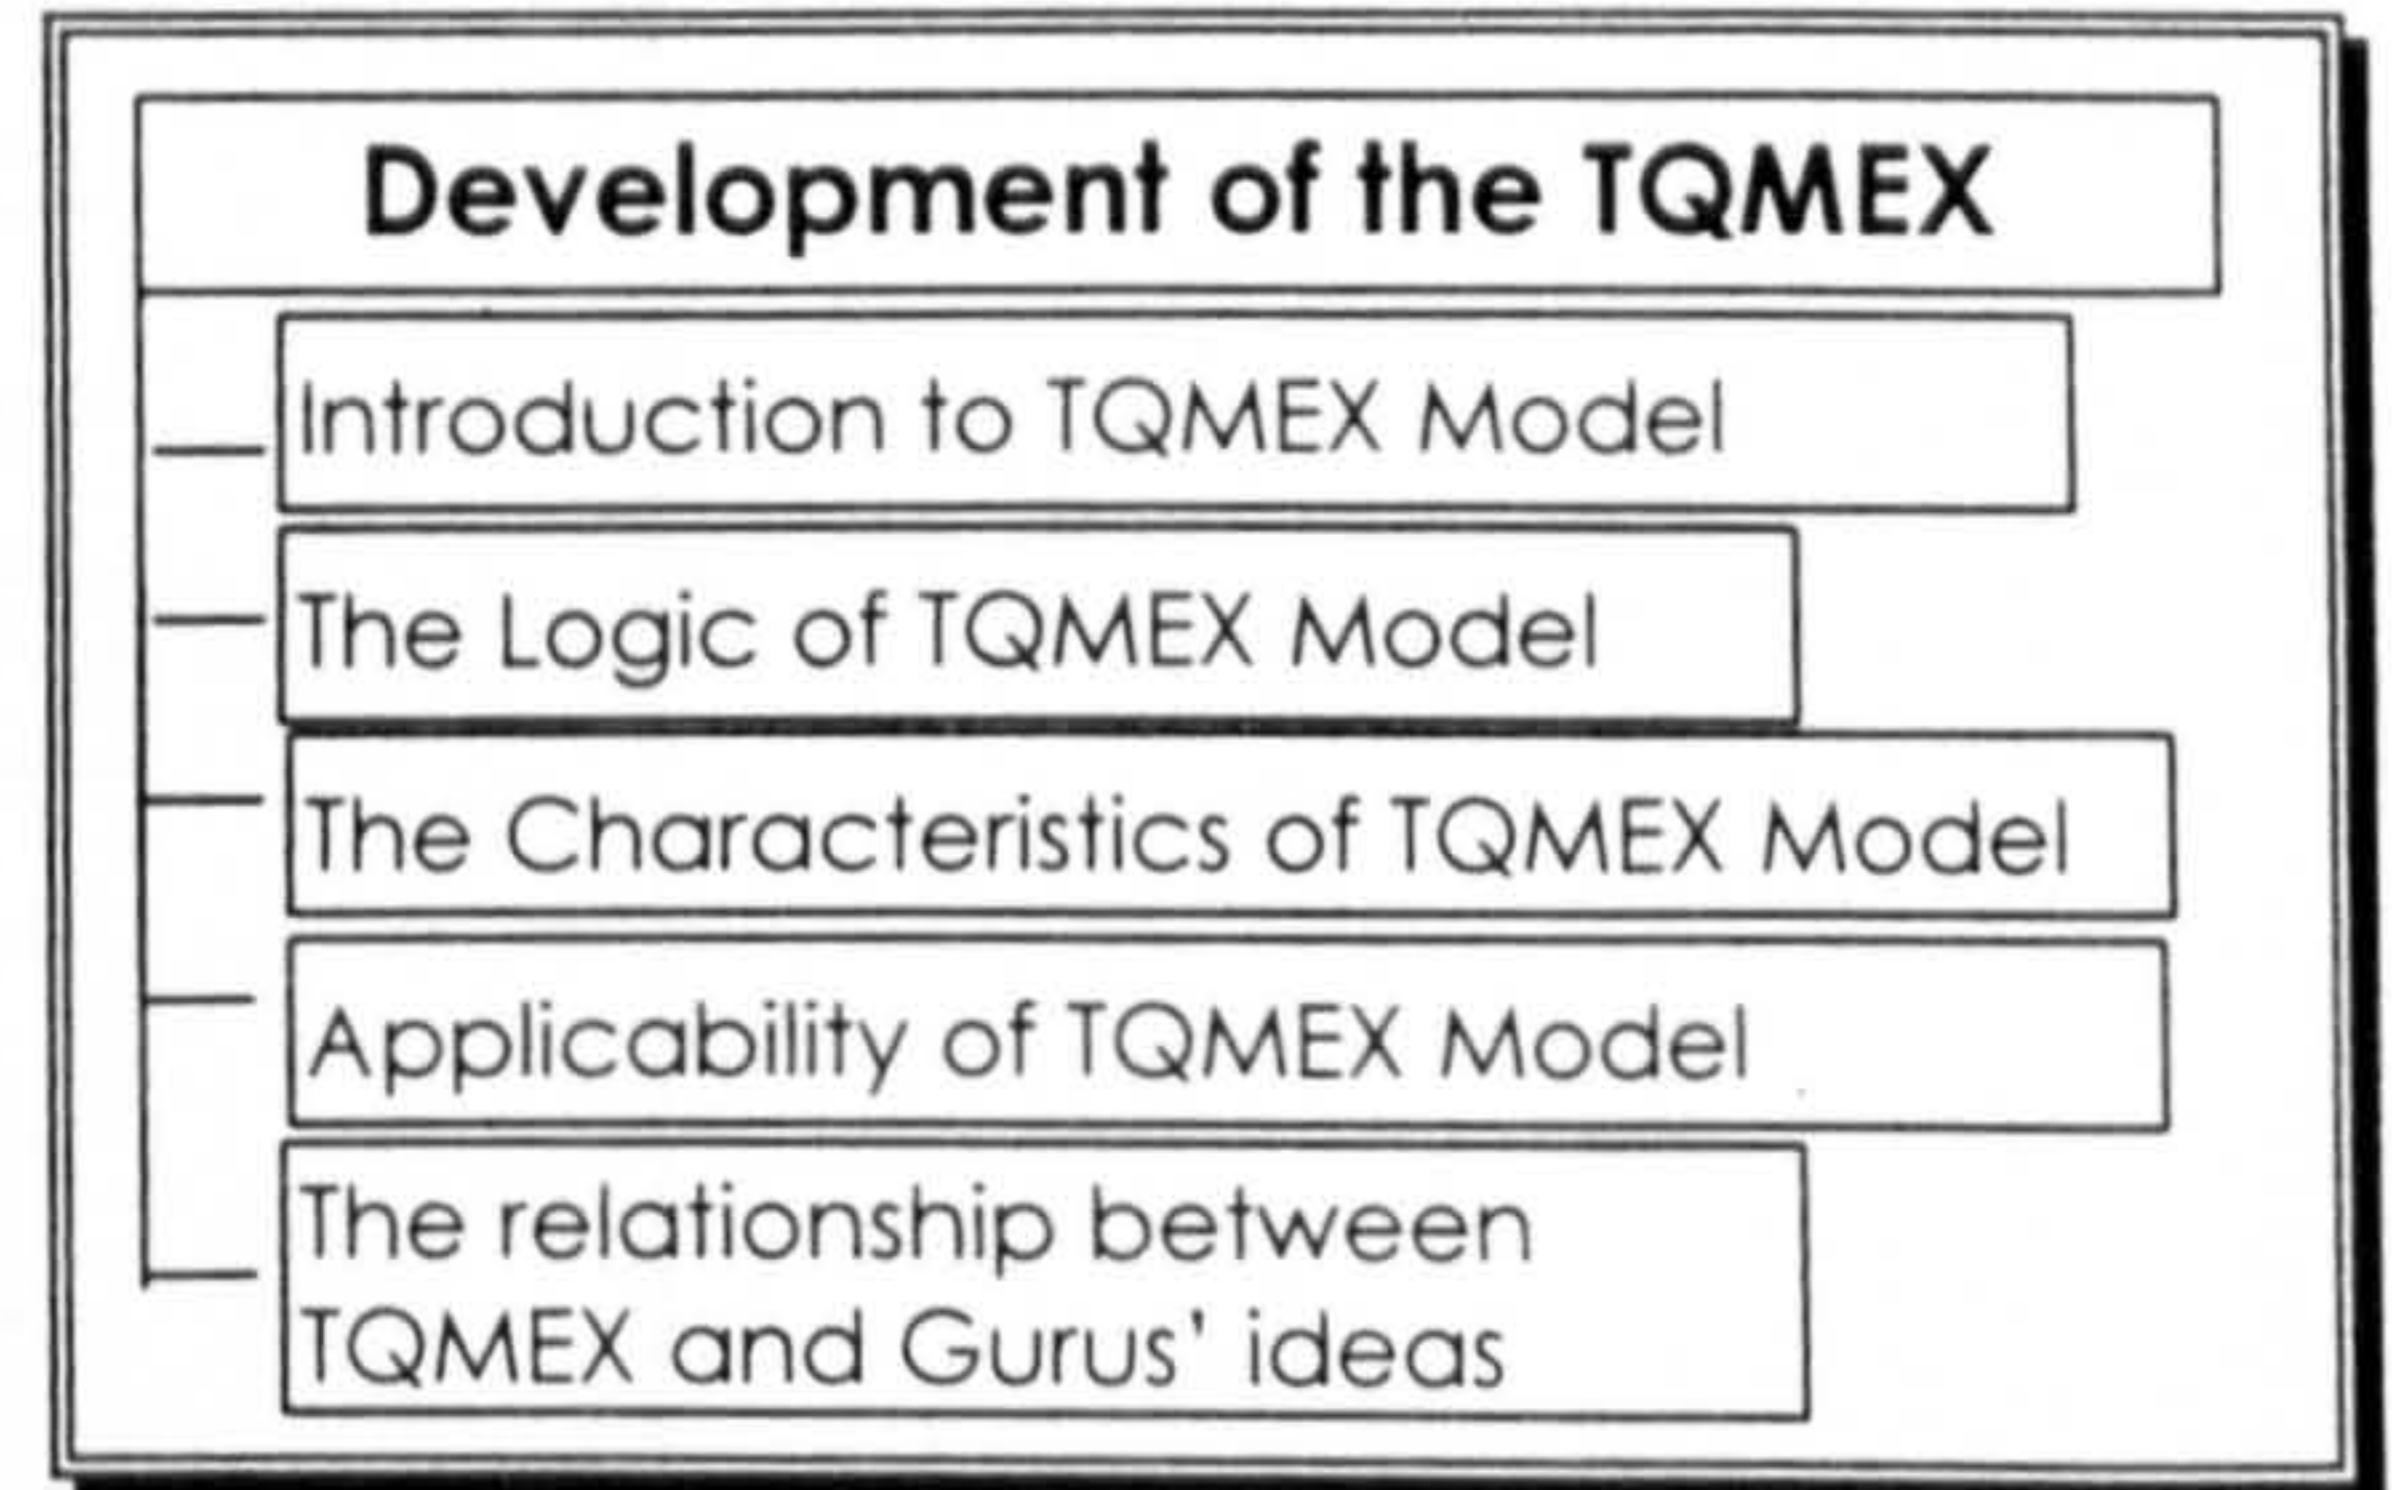 Development of the TQMEX
Introduction to TQMEX Model
The Logic of TQMEX Model
The Characteristics of TQMEX Model
Applicability of TQMEX Model
The relationship between
TQMEX and Gurus' ideas